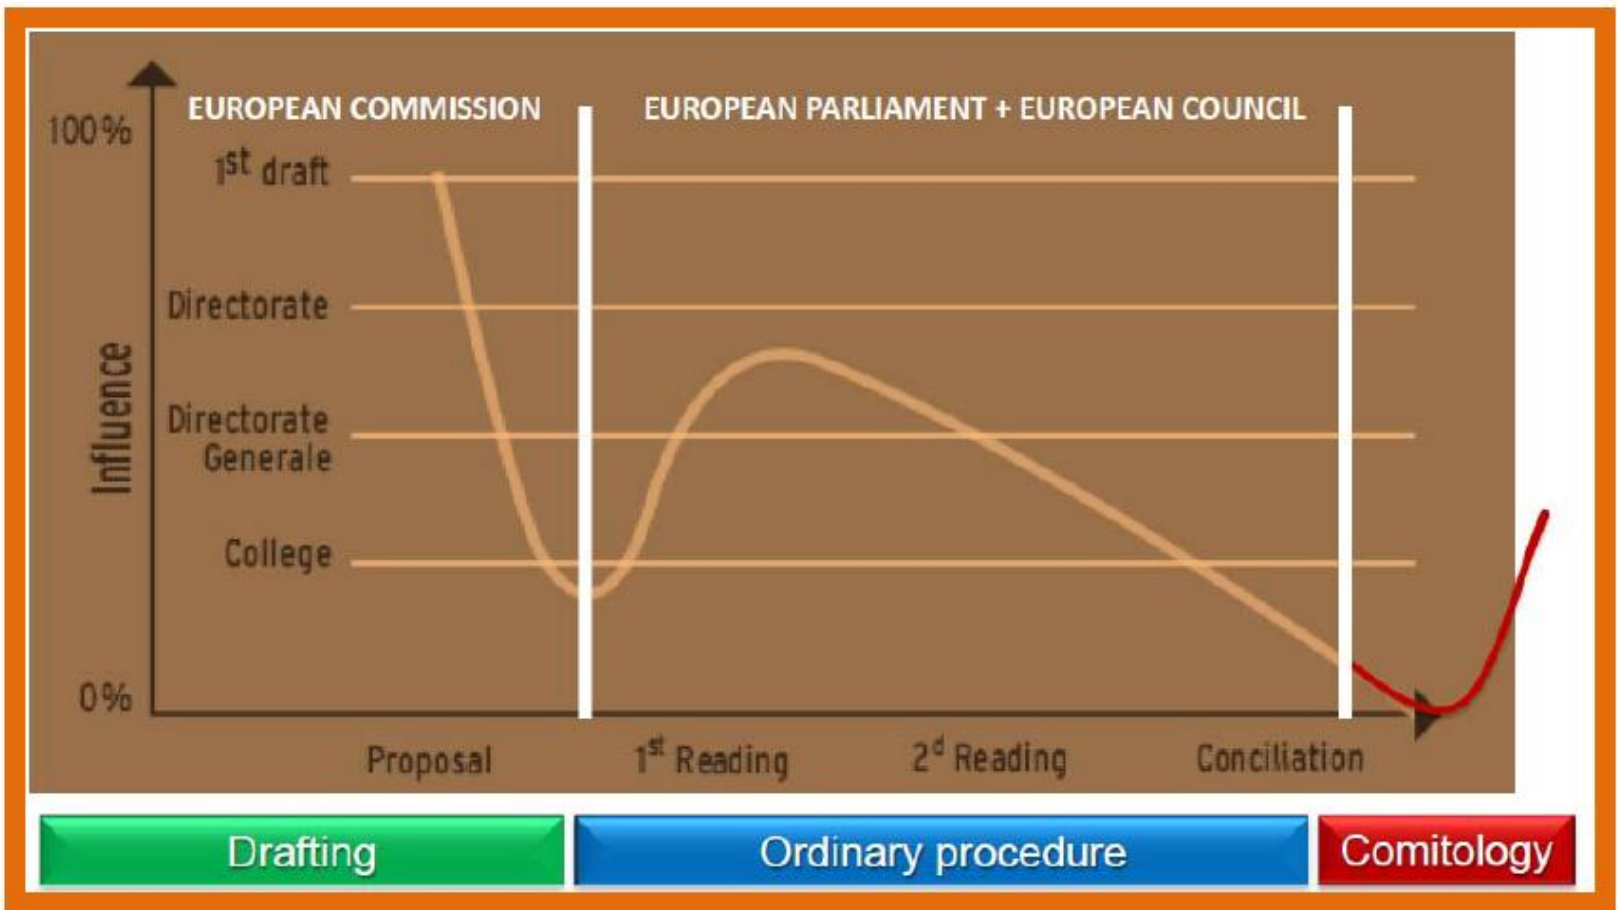 EUROPEAN COMMISSION
EUROPEAN PARLIAMENT + EUROPEAN COUNCIL
100%
1st draft
Directorate
Influence
Directorate
Generale
College
0%
Proposal
1st Reading
2d Reading
Conciliation
Drafting
Ordinary procedure
Comitology